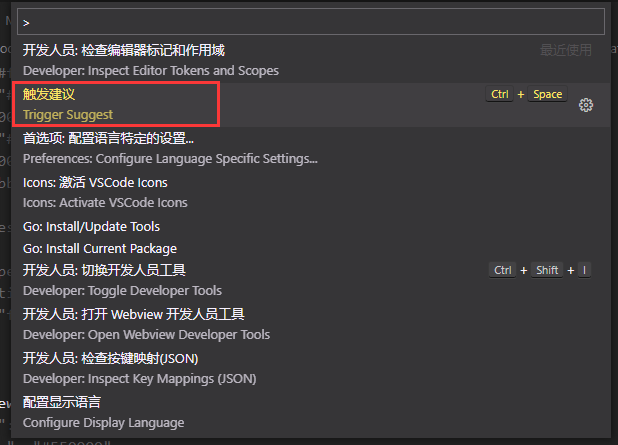 >
开发人员: 检查编辑器标记和作用域 最近使用
Developer: Inspect Editor Tokens and Scopes
触发建议 Ctrl + Space
Trigger Suggest
首选项: 配置语言特定的设置...
Preferences: Configure Language Specific Settings...
Icons: 激活 VSCode Icons
Icons: Activate VSCode Icons
Go: Install/Update Tools
Go: Install Current Package
开发人员: 切换开发人员工具 Ctrl + Shift + I
Developer: Toggle Developer Tools
开发人员: 打开 Webview 开发人员工具
Developer: Open Webview Developer Tools
开发人员: 检查按键映射(JSON)
Developer: Inspect Key Mappings (JSON)
配置显示语言
Configure Display Language